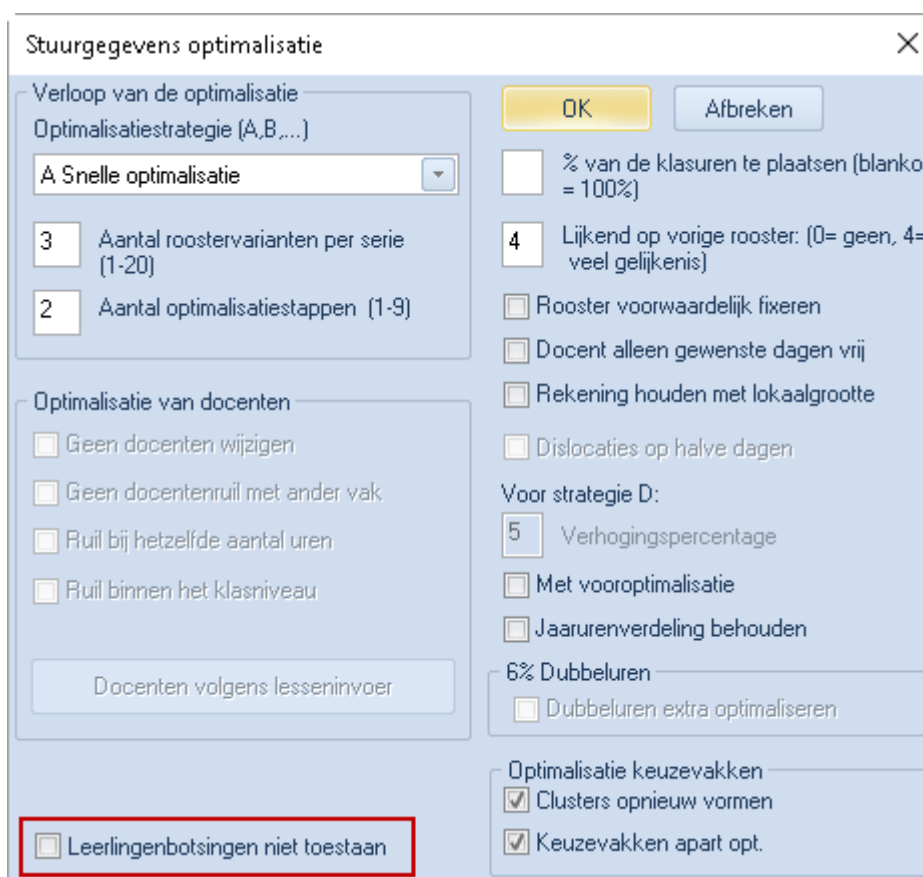 Stuurgegevens optimalisatie
Verloop van de optimalisatie
Optimalisatiestrategie (A,B,...)
A Snelle optimalisatie
3 Aantal roostervarianten per serie
(1-20)
2 Aantal optimalisatiestappen (1-9)
Optimalisatie van docenten
Geen docenten wijzigen
Geen docentenruil met ander vak
Ruil bij hetzelfde aantal uren
Ruil binnen het klasniveau
Docenten volgens lesseninvoer
Leerlingenbotsingen niet toestaan
OK Afbreken
% van de klasuren te plaatsen (blanko
= 100%)
4 Lijkend op vorige rooster: (0= geen, 4=
veel gelijkenis)
Rooster voorwaardelijk fixeren
Docent alleen gewenste dagen vrij
Rekening houden met lokaalgrootte
Dislocaties op halve dagen
Voor strategie D:
5 Verhogingspercentage
Met vooroptimalisatie
Jaarurenverdeling behouden
6% Dubbeluren
Dubbeluren extra optimaliseren
Optimalisatie keuzevakken
Clusters opnieuw vormen
Keuzevakken apart opt.